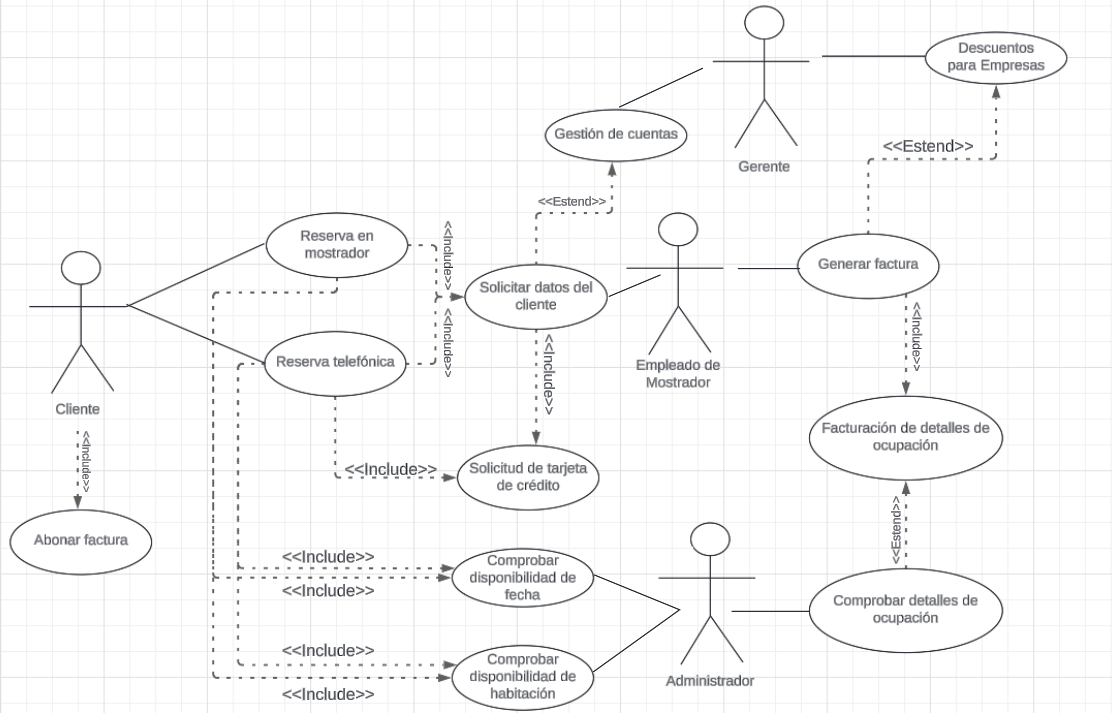 Descuentos
para Empresas
Gestión de cuentas
<<Estend>>
Gerente
<<Estend>>
Reserva en
mostrador
<<Include>>
Solicitar datos del
cliente
Generar factura
<<Include>>
Reserva telefónica
<<Include>>
<<Include>>
Empleado de
Mostrador
Cliente
<<Include>>
Facturación de detalles de
ocupación
<<Include>>
Solicitud de tarjeta
de crédito
Abonar factura
<<Estend>>
<<Include>>
<<Include>>
Comprobar
disponibilidad de
fecha
Comprobar detalles de
ocupación
<<Include>>
<<Include>>
Comprobar
disponibilidad de
habitación
Administrador